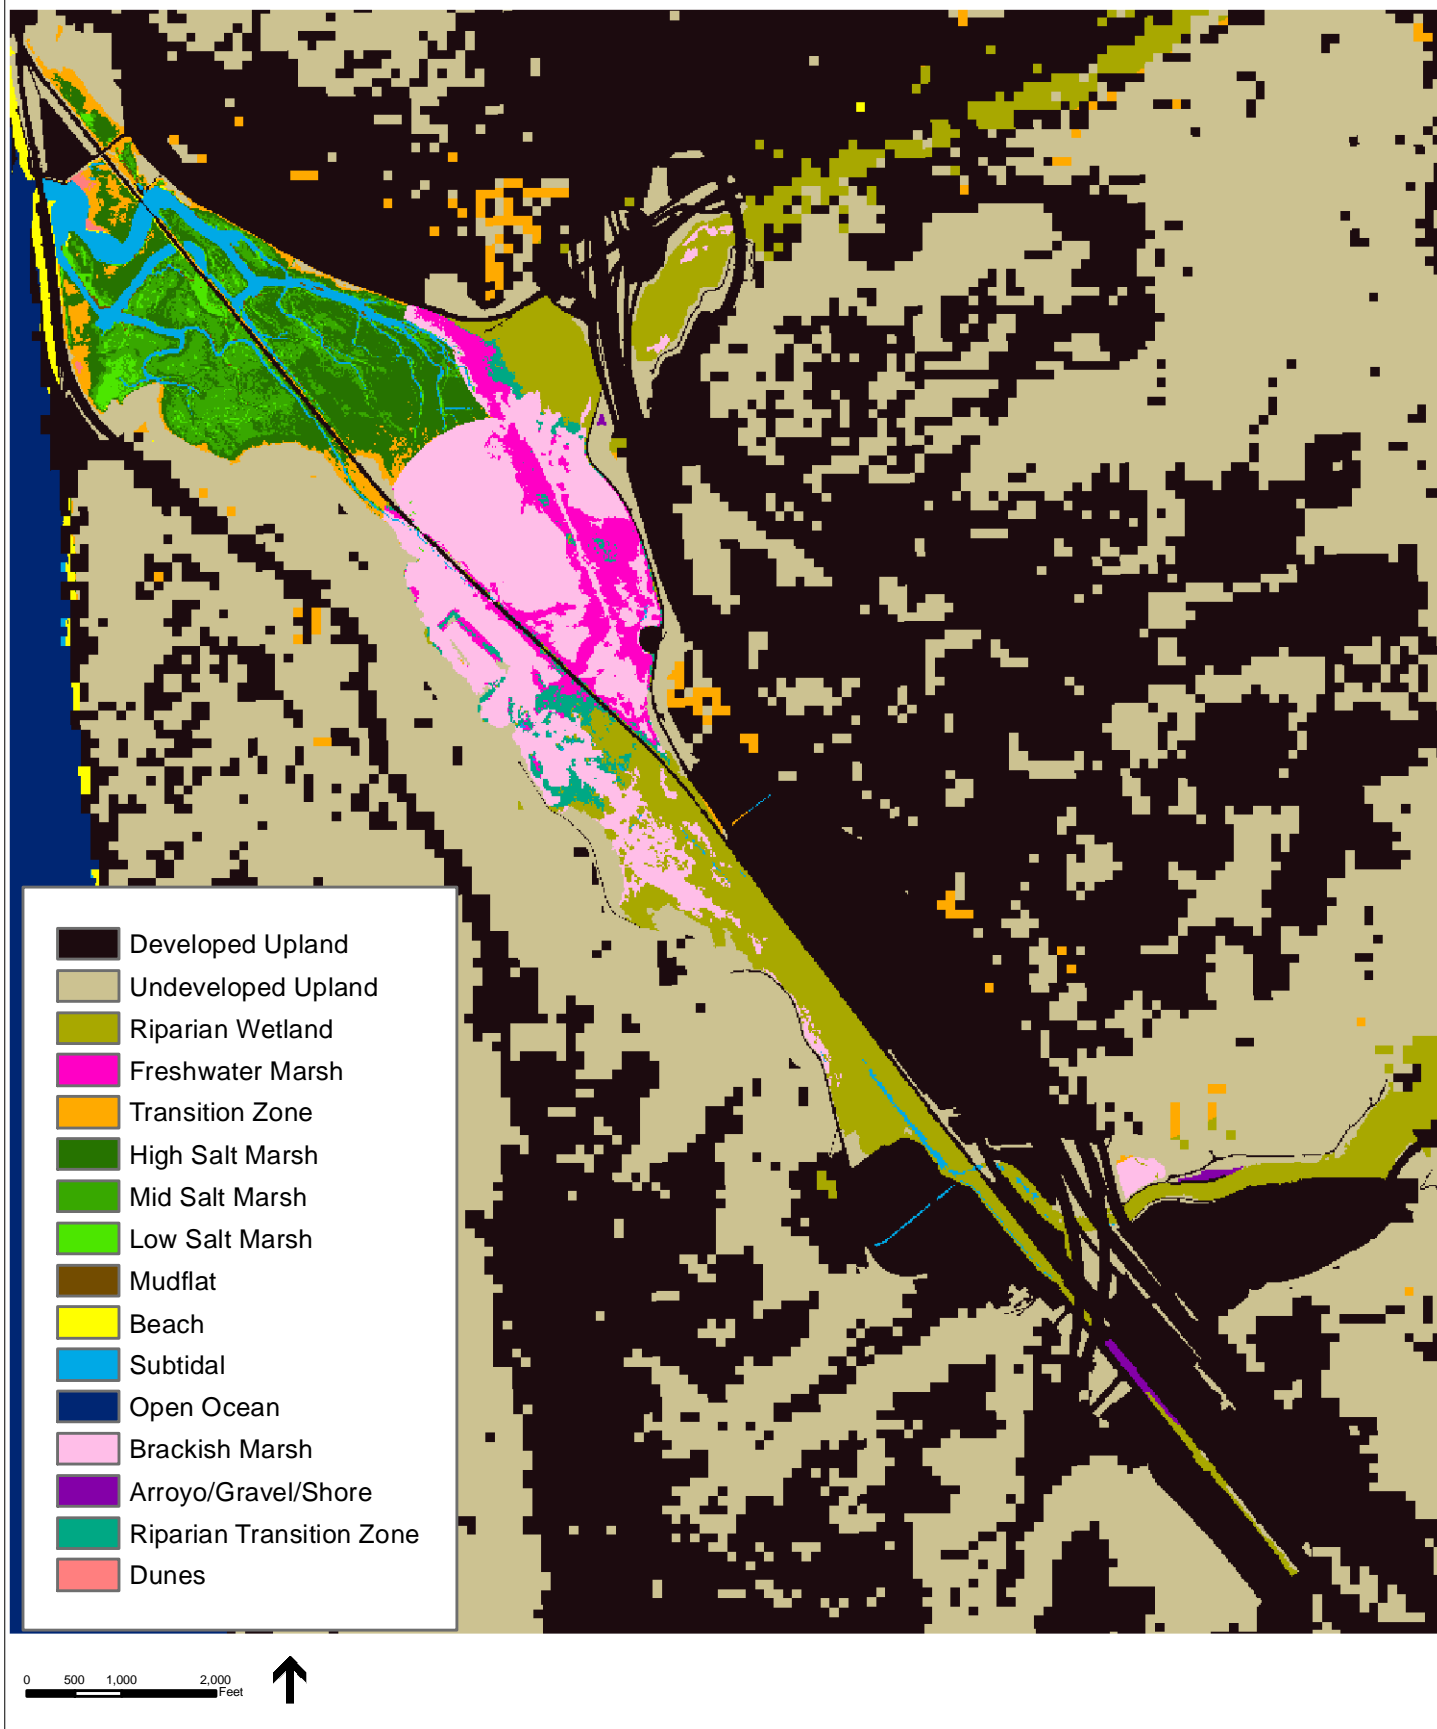 Developed Upland
Undeveloped Upland
Riparian Wetland
Freshwater Marsh
Transition Zone
High Salt Marsh
Mid Salt Marsh
Low Salt Marsh
Mudflat
Beach
Subtidal
Open Ocean
Brackish Marsh
Arroyo/Gravel/Shore
Riparian Transition Zone
Dunes
0 500 1,000 2,000
Feet